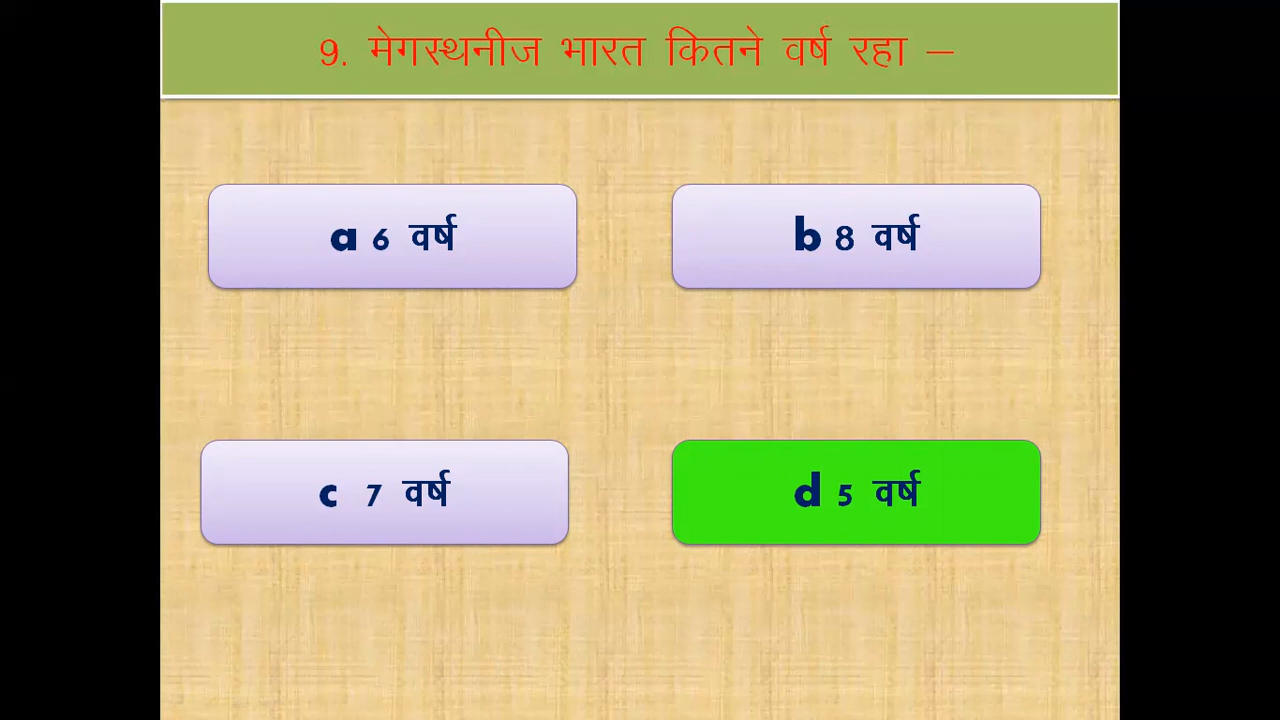 9. मेगस्थनीज भारत कितने वर्ष रहा –
a 6 वर्ष
b 8 वर्ष
c 7 वर्ष
d 5 वर्ष